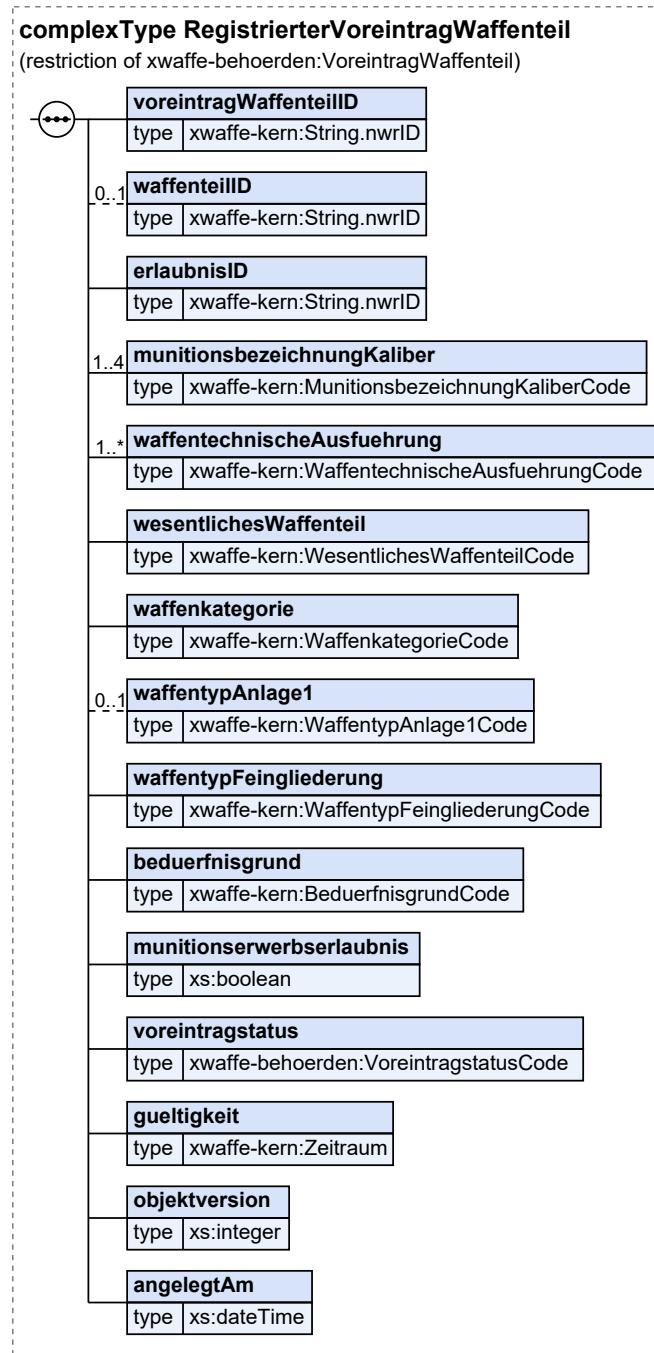 complexType RegistrierterVoreintragWaffenteil
(restriction of xwaffe-behoerden:VoreintragWaffenteil)
voreintragWaffenteilID
type xwaffe-kern:String.nwrID
0..1 waffenteilID
type xwaffe-kern:String.nwrID
erlaubnisID
type xwaffe-kern:String.nwrID
1..4 munitionsbezeichnungKaliber
type xwaffe-kern:MunitionsbezeichnungKaliberCode
1..* waffentechnischeAusfuehrung
type xwaffe-kern:WaffentechnischeAusfuehrungCode
wesentlichesWaffenteil
type xwaffe-kern:WesentlichesWaffenteilCode
waffenkategorie
type xwaffe-kern:WaffenkategorieCode
0..1 waffentypAnlage1
type xwaffe-kern:WaffentypAnlage1Code
waffentypFeingliederung
type xwaffe-kern:WaffentypFeingliederungCode
beduerfnisgrund
type xwaffe-kern:BeduerfnisgrundCode
munitionserwerbserlaubnis
type xs:boolean
voreintragstatus
type xwaffe-behoerden:VoreintragstatusCode
gueltigkeit
type xwaffe-kern:Zeitraum
objektversion
type xs:integer
angelegtAm
type xs:dateTime